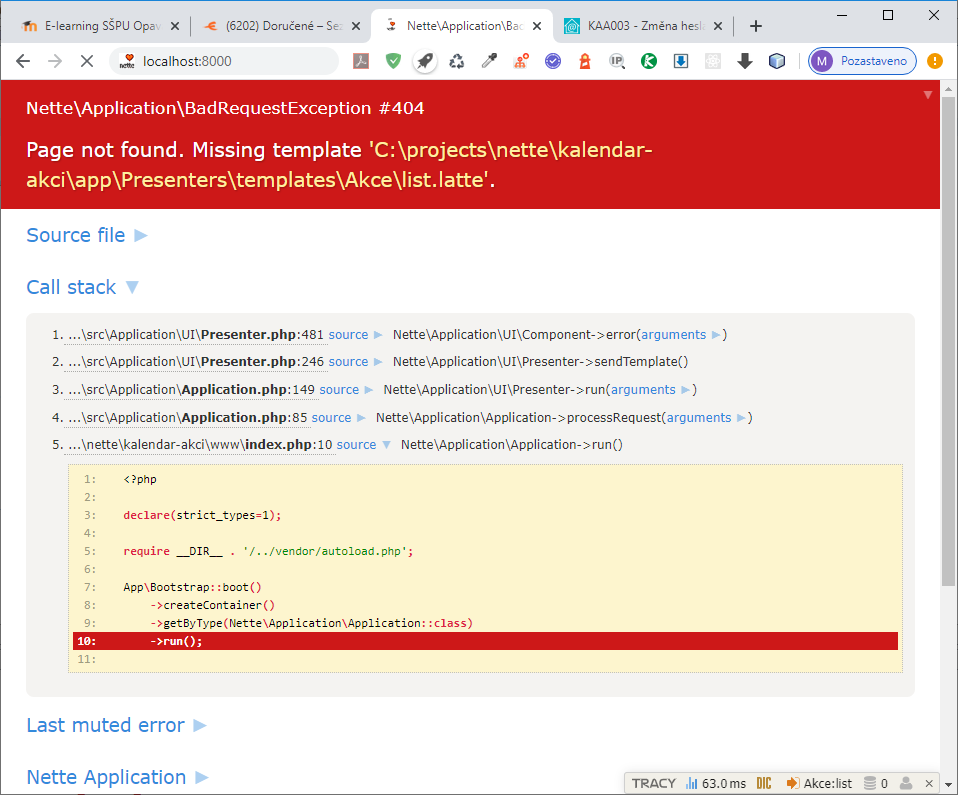 E-learning SŠPU Opav
(6202) Doručené – Sez
Nette\Application\Bad
KAA003 - Změna hesla
localhost:8000
M Pozastaveno
Nette\Application\BadRequestException #404
Page not found. Missing template 'C:\projects\nette\kalendar-
akci\app\Presenters\templates\Akce\list.latte'.
Source file ►
Call stack ▼
1. ...\src\Application\UI\Presenter.php:481 source ► Nette\Application\UI\Component->error(arguments ►)
2. ...\src\Application\UI\Presenter.php:246 source ► Nette\Application\UI\Presenter->sendTemplate()
3. ...\src\Application\Application.php:149 source ► Nette\Application\UI\Presenter->run(arguments ►)
4. ...\src\Application\Application.php:85 source ► Nette\Application\Application->processRequest(arguments ►)
5. ...\nette\kalendar-akci\www\index.php:10 source ▼ Nette\Application\Application->run()
1: <?php
2:
3: declare(strict_types=1);
4:
5: require __DIR__ . '/../vendor/autoload.php';
6:
7: App\Bootstrap::boot()
8: ->createContainer()
9: ->getByType(Nette\Application\Application::class)
10: ->run();
11:
Last muted error ►
Nette Application ►
TRACY 63.0 ms DIC Akce:list 0 ×